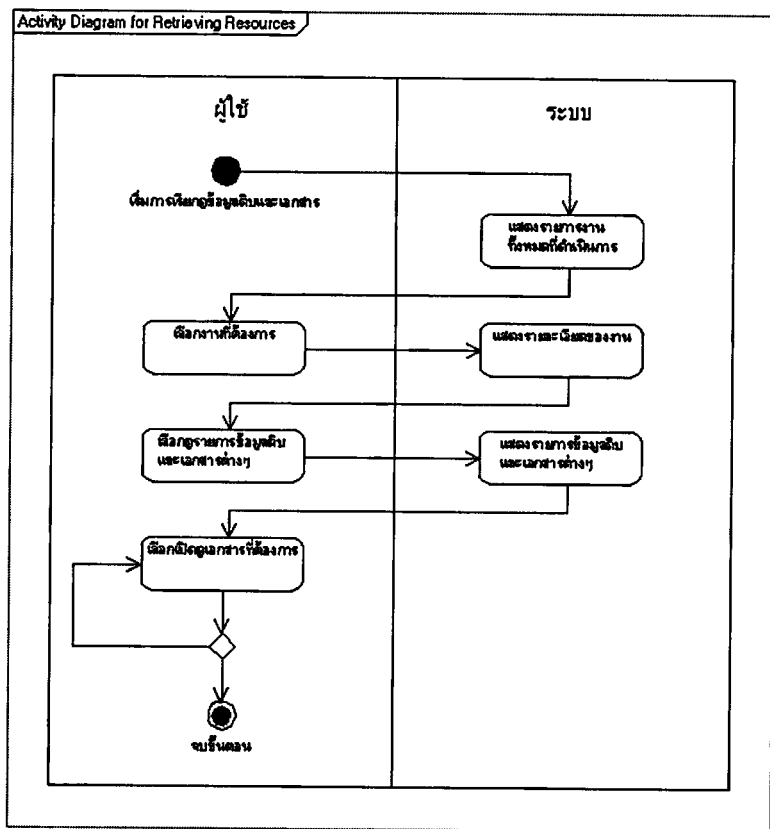 Activity Diagram for Retrieving Resources
ผู้ใช้
ระบบ
เริ่มการเรียกดูข้อมูลดิบและเอกสาร
แสดงรายการงาน
ทั้งหมดที่ดำเนินการ
เลือกงานที่ต้องการ
แสดงรายละเอียดของงาน
เลือกดูรายการข้อมูลดิบ
และเอกสารต่างๆ
แสดงรายการข้อมูลดิบ
และเอกสารต่างๆ
เลือกเปิดดูเอกสารที่ต้องการ
จบขั้นตอน